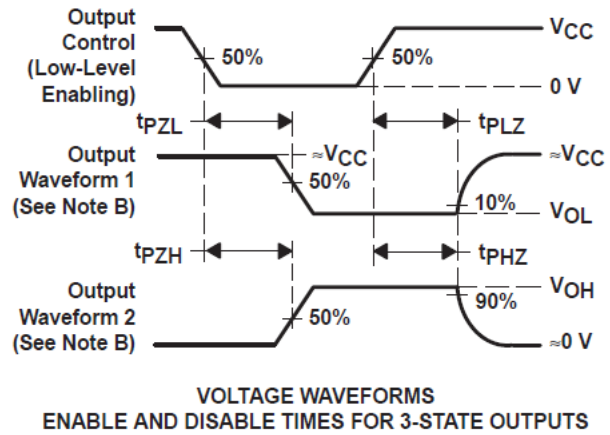 Output
Control
(Low-Level
Enabling)
50%
50%
VCC
0 V
tPZL
tPLZ
Output
Waveform 1
(See Note B)
≈VCC
50%
≈VCC
10%
VOL
tPZH
tPHZ
Output
Waveform 2
(See Note B)
50%
VOH
90%
≈0 V
VOLTAGE WAVEFORMS
ENABLE AND DISABLE TIMES FOR 3-STATE OUTPUTS